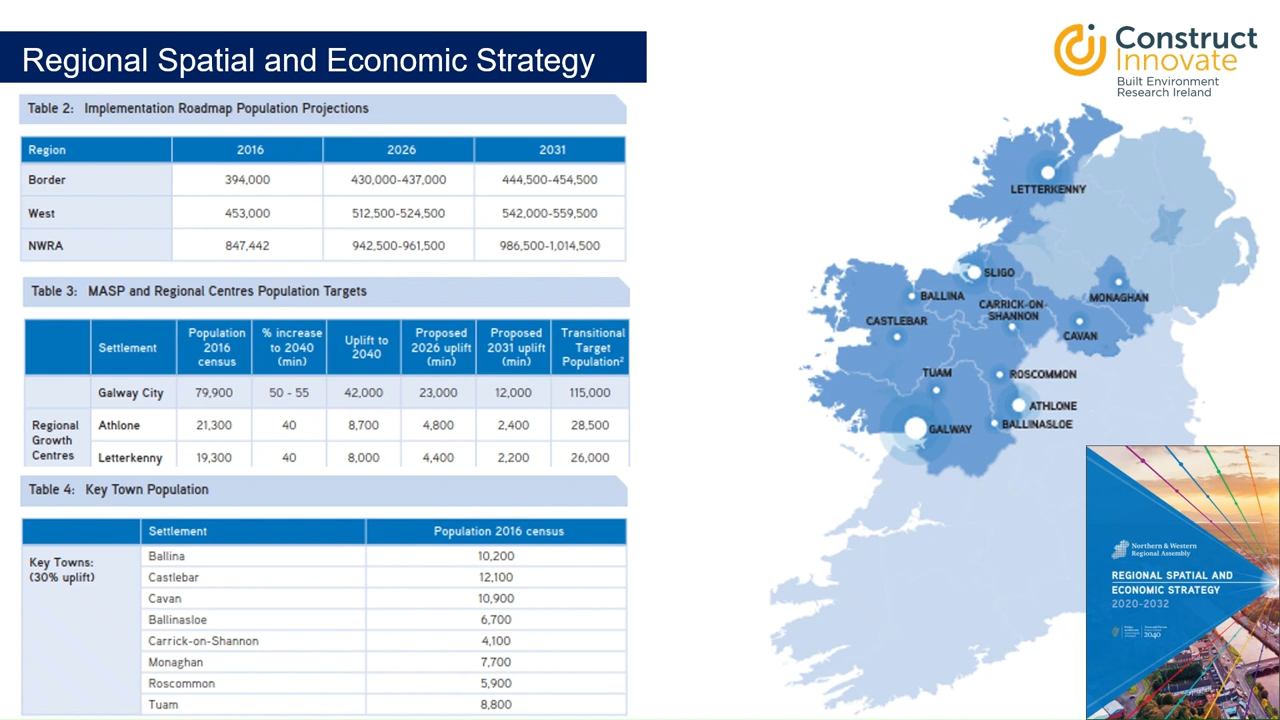 Regional Spatial and Economic Strategy
Construct
Innovate
Built Environment
Research Ireland
Table 2: Implementation Roadmap Population Projections
Region 2016 2026 2031
Border 394,000 430,000-437,000 444,500-454,500
West 453,000 512,500-524,500 542,000-559,500
NWRA 847,442 942,500-961,500 986,500-1,014,500
Table 3: MASP and Regional Centres Population Targets
Settlement
Population 2016 census
% increase to 2040 (min)
Uplift to 2040
Proposed 2026 uplift (min)
Proposed 2031 uplift (min)
Transitional Target Population²
Galway City 79,900 50 - 55 42,000 23,000 12,000 115,000
Regional Growth Centres
Athlone 21,300 40 8,700 4,800 2,400 28,500
Letterkenny 19,300 40 8,000 4,400 2,200 26,000
Table 4: Key Town Population
Settlement Population 2016 census
Key Towns:
(30% uplift)
Ballina 10,200
Castlebar 12,100
Cavan 10,900
Ballinasloe 6,700
Carrick-on-Shannon 4,100
Monaghan 7,700
Roscommon 5,900
Tuam 8,800
LETTERKENNY
SLIGO
BALLINA
CARRICK-ON-
SHANNON
MONAGHAN
CASTLEBAR
CAVAN
TUAM
ROSCOMMON
ATHLONE
BALLINASLOE
GALWAY
Northern & Western
Regional Assembly
REGIONAL SPATIAL AND
ECONOMIC STRATEGY
2020-2032
2040